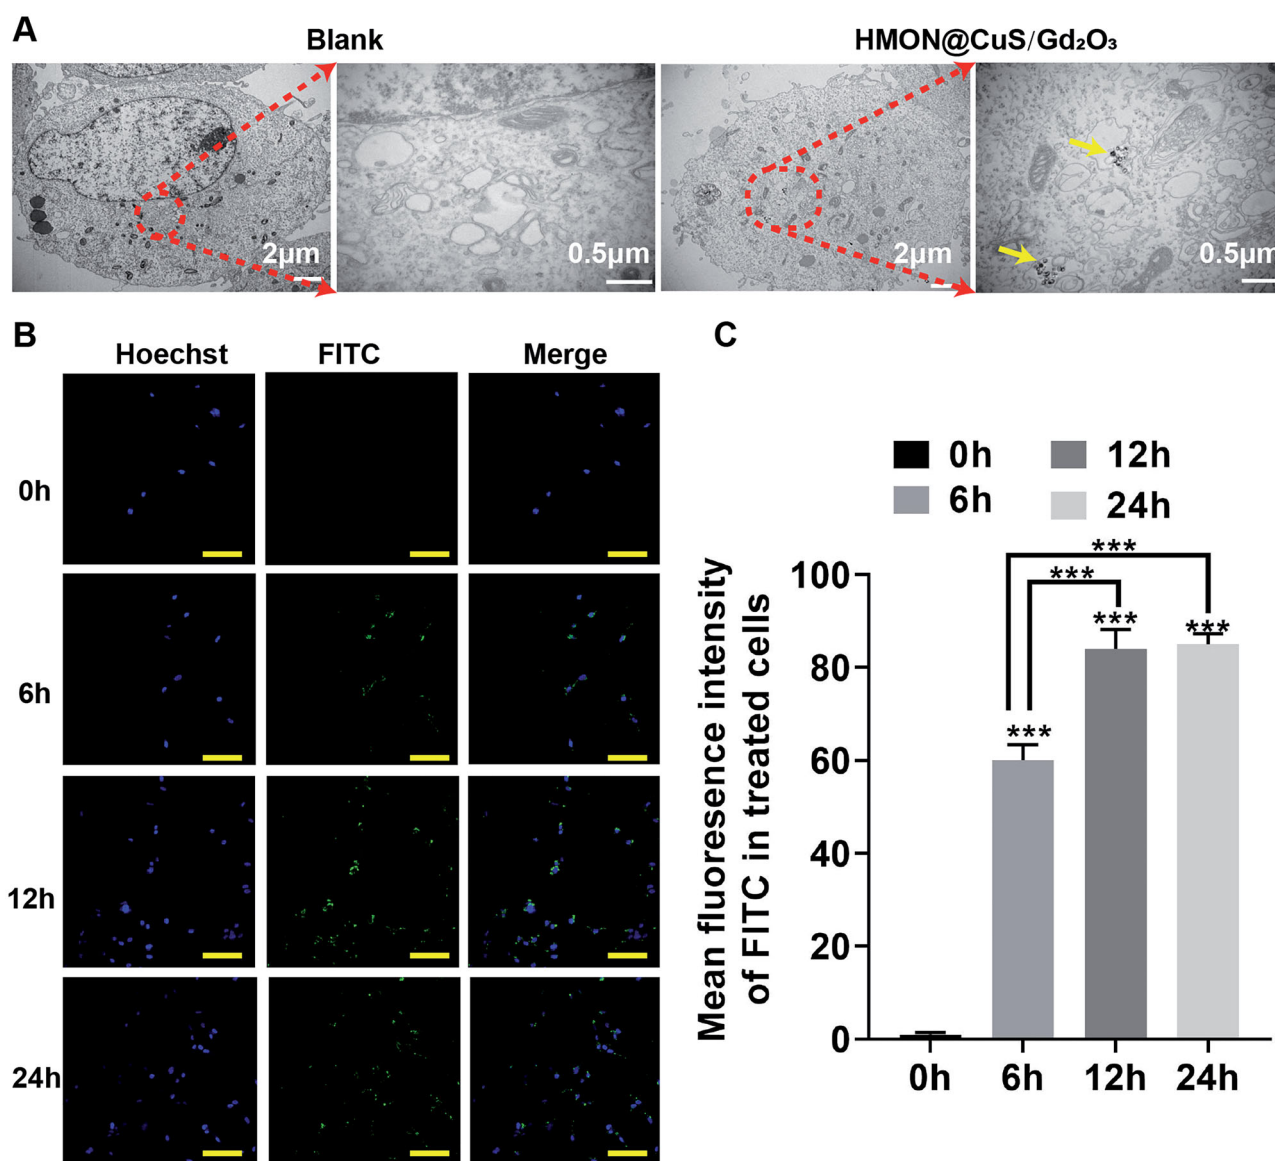 A
Blank
HMON@CuS/Gd₂O₃
2μm
0.5μm
2μm
0.5μm
B
Hoechst
FITC
Merge
0h
6h
12h
24h
C
0h
12h
6h
24h
Mean fluoresence intensity
of FITC in treated cells
100
80
60
40
20
0
***
***
***
***
***
0h
6h
12h
24h